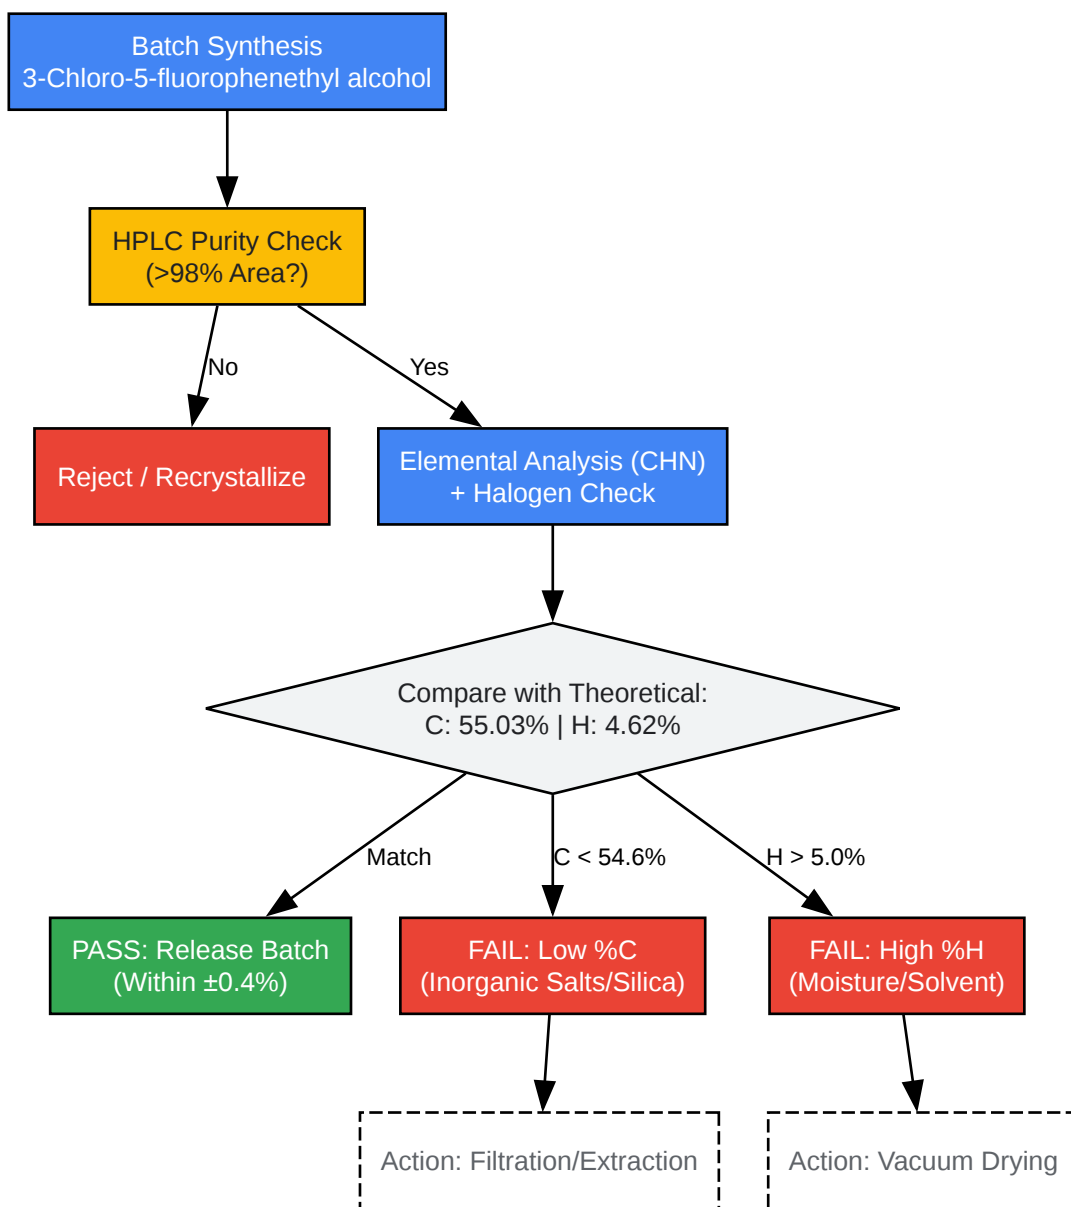 Batch Synthesis
3-Chloro-5-fluorophenethyl alcohol
HPLC Purity Check
(>98% Area?)
No
Yes
Reject / Recrystallize
Elemental Analysis (CHN)
+ Halogen Check
Compare with Theoretical:
C: 55.03% | H: 4.62%
Match
C < 54.6%
H > 5.0%
PASS: Release Batch
(Within ±0.4%)
FAIL: Low %C
(Inorganic Salts/Silica)
FAIL: High %H
(Moisture/Solvent)
Action: Filtration/Extraction
Action: Vacuum Drying